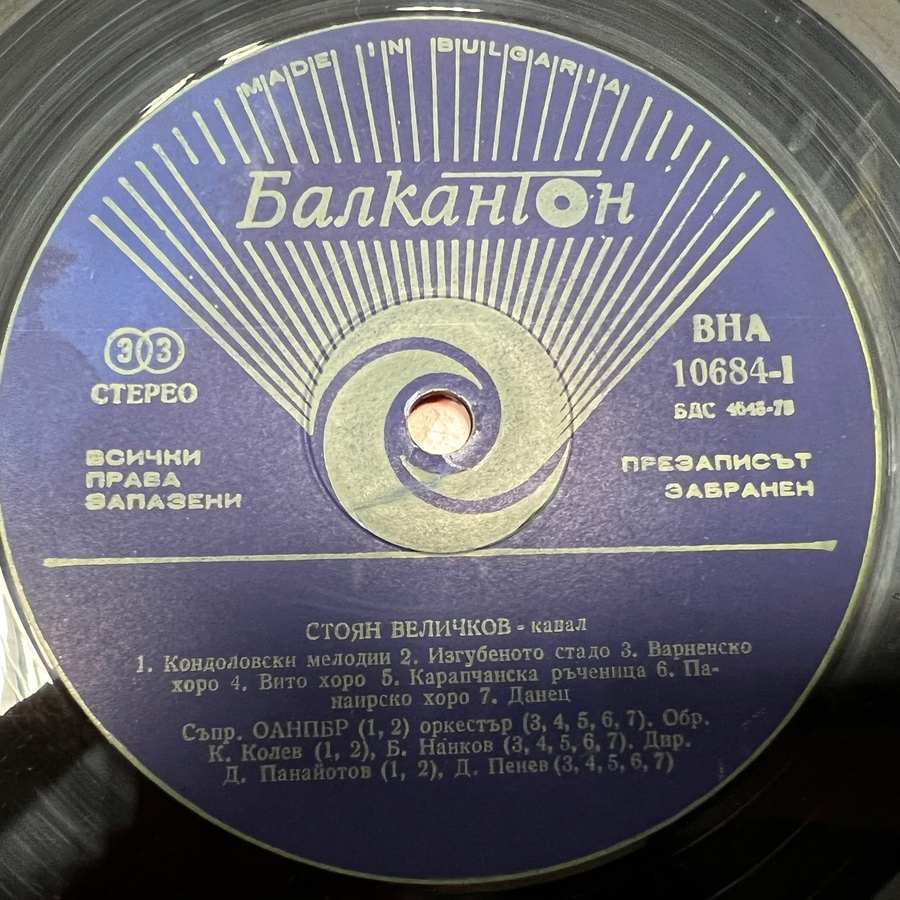 MADE IN BULGARIA
Балкантон
33
СТЕРЕО
ВНА
10684-I
БДС 4648-78
ВСИЧКИ
ПРАВА
ЗАПАЗЕНИ
ПРЕЗАПИСЪТ
ЗАБРАНЕН
СТОЯН ВЕЛИЧКОВ - кавал
1. Кондоловски мелодии 2. Изгубеното стадо 3. Варненско
хоро 4. Вито хоро 5. Карапчанска ръченица 6. Па-
наирско хоро 7. Данец
Съпр. ОАНПБР (1, 2) оркестър (3, 4, 5, 6, 7). Обр.
К. Колев (1, 2), Б. Нанков (3, 4, 5, 6, 7). Дир.
Д. Панайотов (1, 2), Д. Пенев (3, 4, 5, 6, 7)